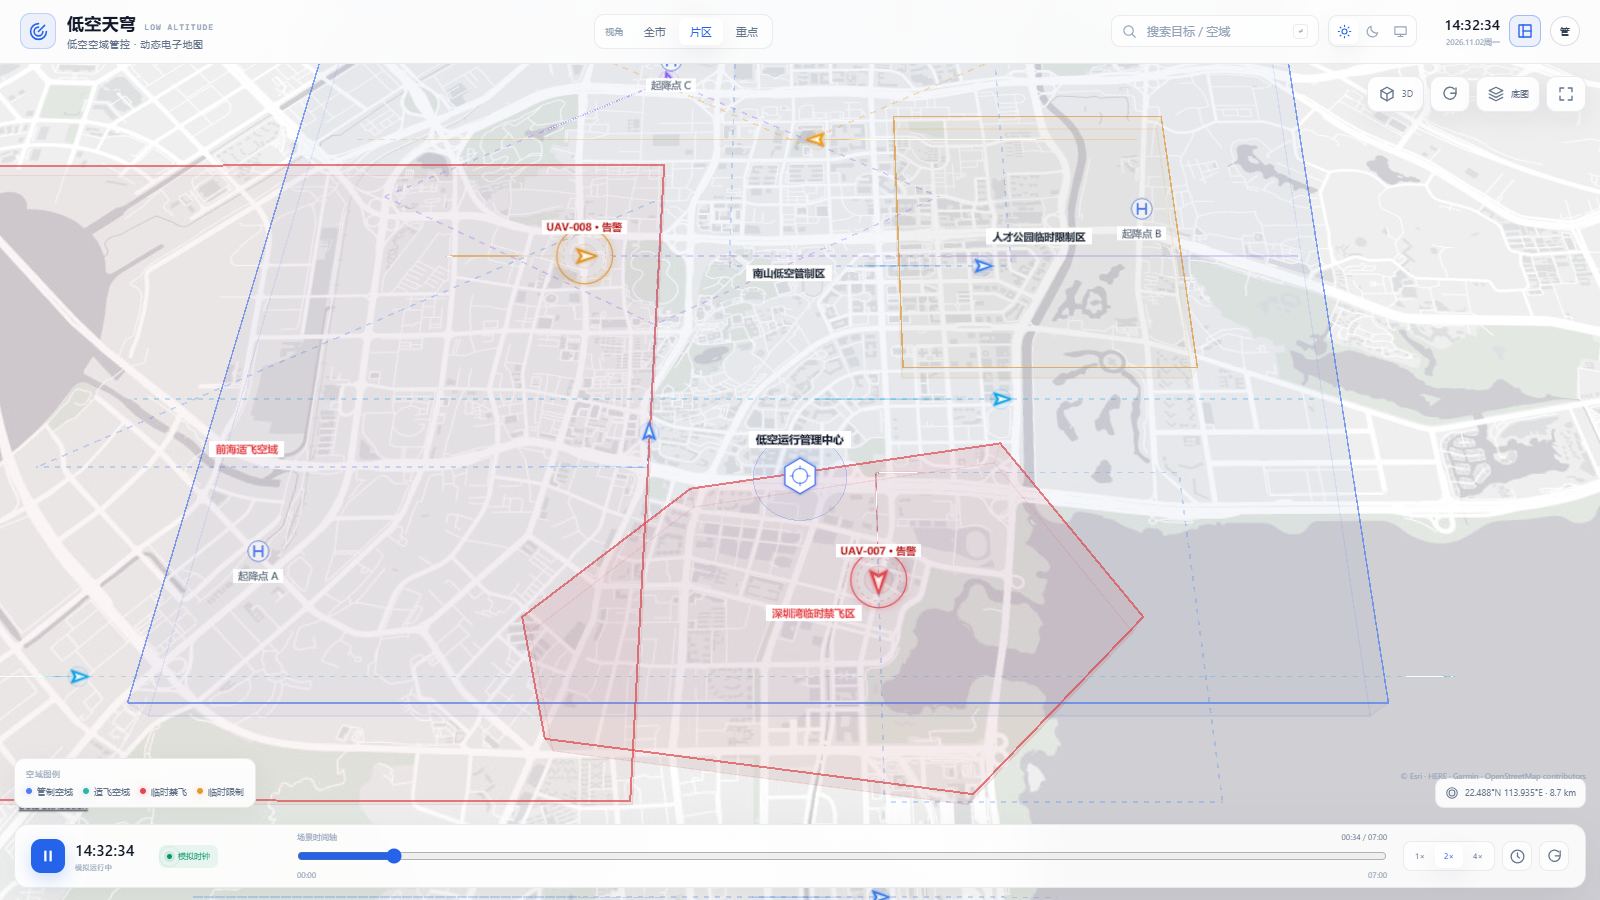 低空天穹 LOW ALTITUDE
低空空域管控 · 动态电子地图
视角 全市 片区 重点
搜索目标 / 空域
14:32:34
2026.11.02周一
管
3D
底图
起降点 C
UAV-008 • 告警
人才公园临时限制区
起降点 B
南山低空管制区
前海适飞空域
低空运行管理中心
UAV-007 • 告警
起降点 A
深圳湾临时禁飞区
空域图例
管制空域 适飞空域 临时禁飞 临时限制
© Esri · HERE · Garmin · OpenStreetMap contributors
22.488°N 113.935°E · 8.7 km
14:32:34
模拟运行中
模拟时钟
场景时间轴
00:34 / 07:00
00:00
07:00
1×
2×
4×